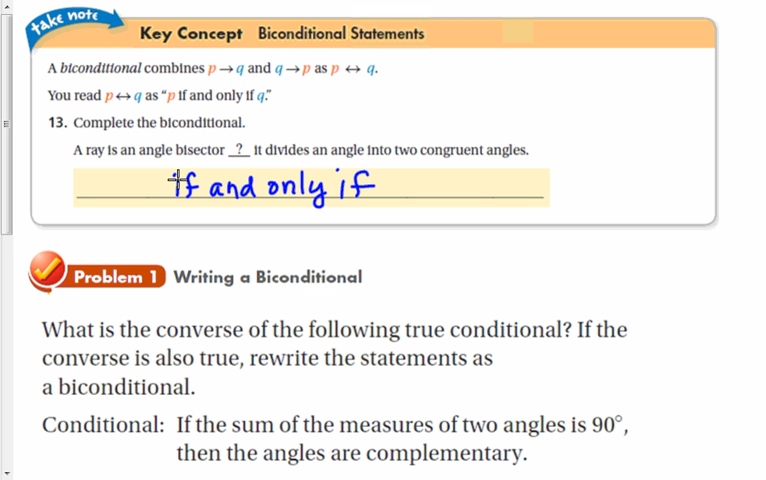 take note
Key Concept Biconditional Statements
A biconditional combines p → q and q → p as p ↔ q.
You read p ↔ q as “p if and only if q.”
13. Complete the biconditional.
A ray is an angle bisector ? it divides an angle into two congruent angles.
if and only if
Problem 1 Writing a Biconditional
What is the converse of the following true conditional? If the
converse is also true, rewrite the statements as
a biconditional.
Conditional: If the sum of the measures of two angles is 90°,
then the angles are complementary.